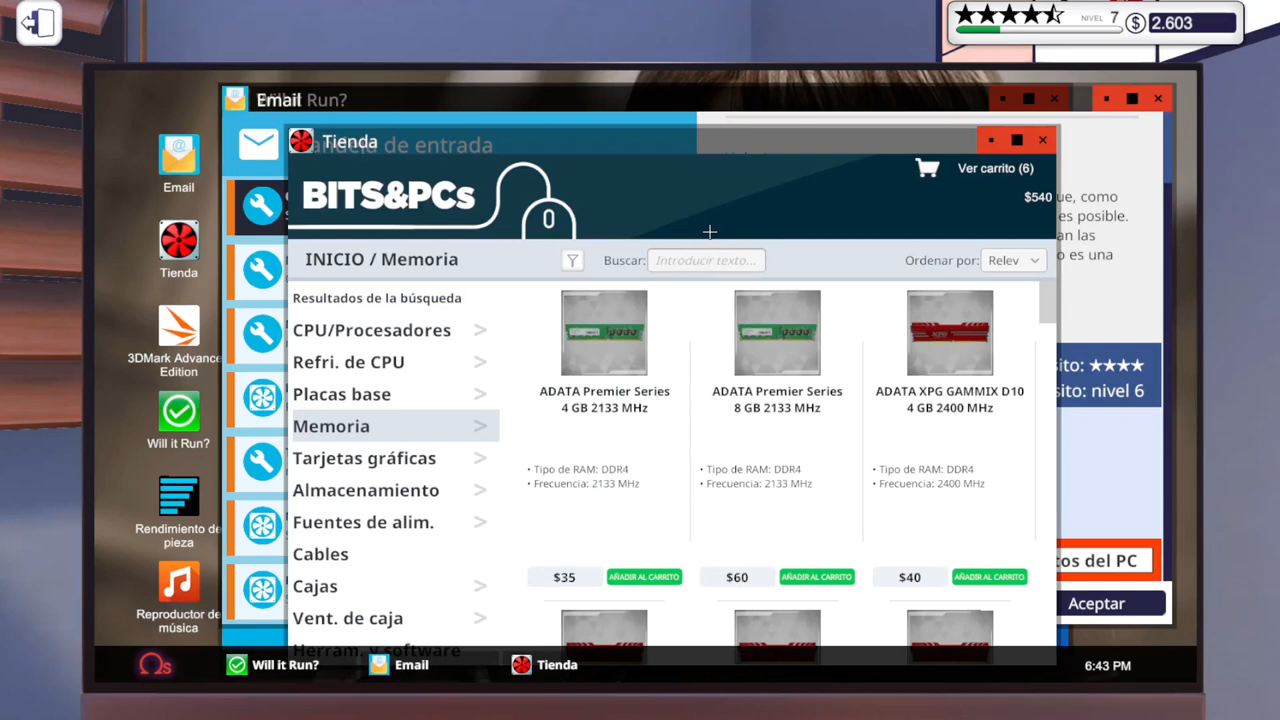 NIVEL 7
$ 2.603
Email
Tienda
3DMark Advance
Edition
Will it Run?
Rendimiento de
pieza
Reproductor de
música
Email Run?
Tienda
andeja de entrada
BITS&PCs
Ver carrito (6)
$540
INICIO / Memoria
Buscar:
Introducir texto...
Ordenar por:
Relev
Resultados de la búsqueda
CPU/Procesadores
Refri. de CPU
Placas base
Memoria
Tarjetas gráficas
Almacenamiento
Fuentes de alim.
Cables
Cajas
Vent. de caja
Herram. y software
ADATA Premier Series
4 GB 2133 MHz
• Tipo de RAM: DDR4
• Frecuencia: 2133 MHz
$35
AÑADIR AL CARRITO
ADATA Premier Series
8 GB 2133 MHz
• Tipo de RAM: DDR4
• Frecuencia: 2133 MHz
$60
AÑADIR AL CARRITO
ADATA XPG GAMMIX D10
4 GB 2400 MHz
• Tipo de RAM: DDR4
• Frecuencia: 2400 MHz
$40
AÑADIR AL CARRITO
ue, como
es posible.
an las
o es una
ito: ★★★★
sito: nivel 6
tos del PC
Aceptar
Ωs
Will it Run?
Email
Tienda
6:43 PM